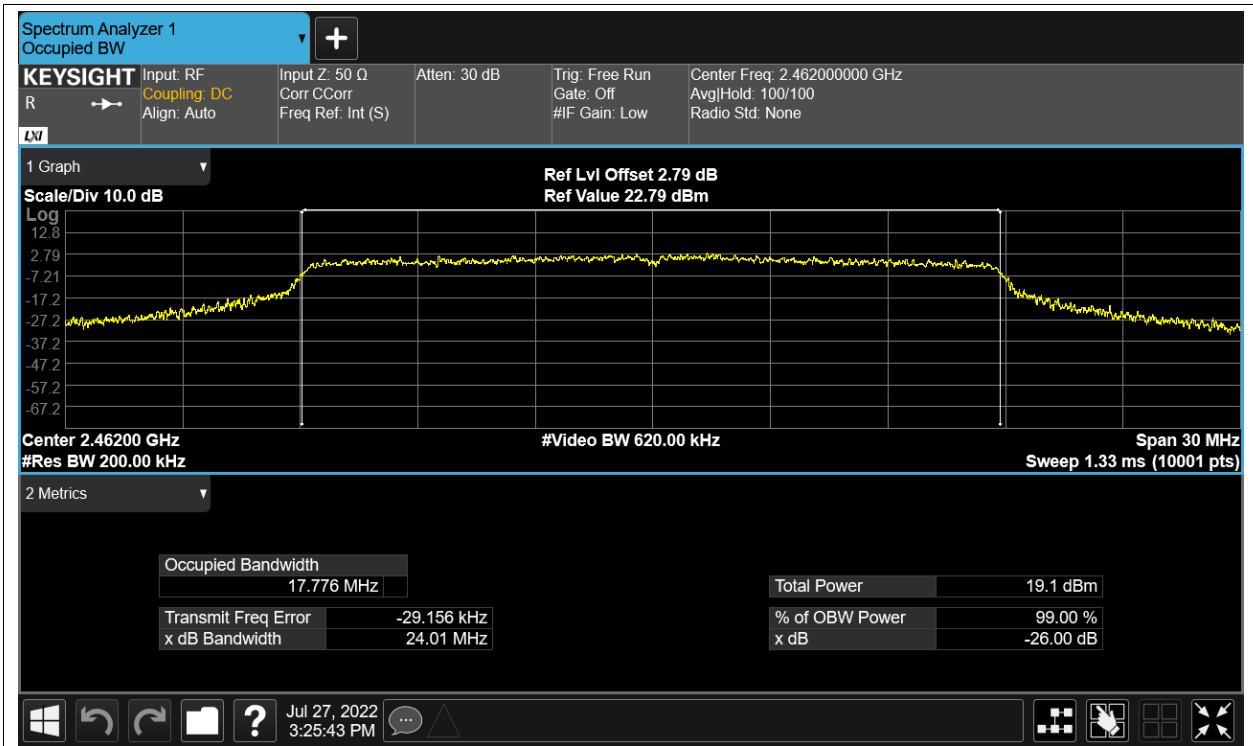 Spectrum Analyzer 1
Occupied BW
KEYSIGHT
R
LXI
Input: RF
Coupling: DC
Align: Auto
Input Z: 50 Ω
Corr CCorr
Freq Ref: Int (S)
Atten: 30 dB
Trig: Free Run
Gate: Off
#IF Gain: Low
Center Freq: 2.462000000 GHz
Avg|Hold: 100/100
Radio Std: None
1 Graph
Scale/Div 10.0 dB
Ref Lvl Offset 2.79 dB
Ref Value 22.79 dBm
Log
12.8
2.79
-7.21
-17.2
-27.2
-37.2
-47.2
-57.2
-67.2
Center 2.46200 GHz
#Video BW 620.00 kHz
Span 30 MHz
#Res BW 200.00 kHz
Sweep 1.33 ms (10001 pts)
2 Metrics
Occupied Bandwidth
17.776 MHz
Total Power 19.1 dBm
Transmit Freq Error -29.156 kHz
% of OBW Power 99.00 %
x dB Bandwidth 24.01 MHz
x dB -26.00 dB
?
Jul 27, 2022
3:25:43 PM